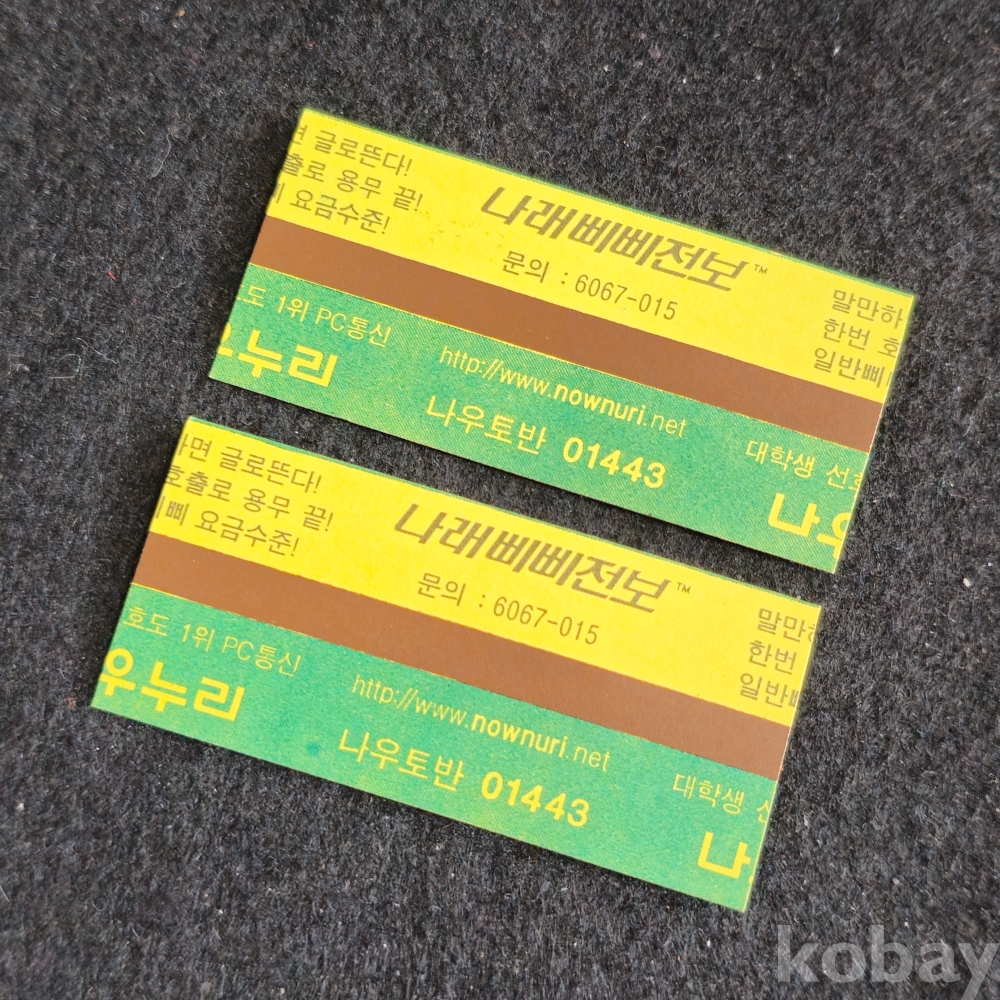 글로뜬다!
출로 용무 끝!
요금수준!
나래삐삐전보™
문의 : 6067-015
말만하
한번 호
일반삐
도 1위 PC통신
누리
http://www.nownuri.net
나우토반 01443
대학생 선호
나우
면 글로뜬다!
호출로 용무 끝!
삐 요금수준!
나래삐삐전보™
문의 : 6067-015
말만하
한번
일반삐
호도 1위 PC통신
우누리
http://www.nownuri.net
나우토반 01443
대학생 선
나
kobay